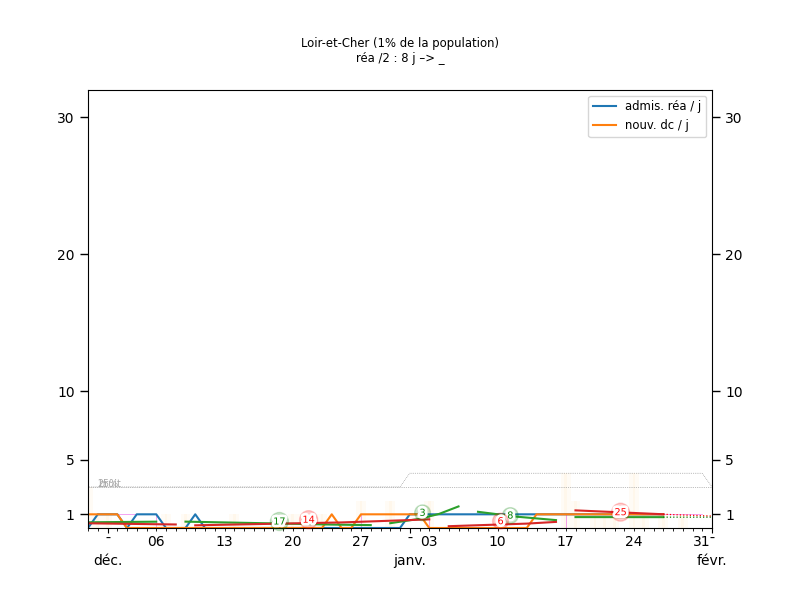 Loir-et-Cher (1% de la population)
réa /2 : 8 j –> _
admis. réa / j
nouv. dc / j
30
30
20
20
10
10
5
5
1
1
17
14
3
6
8
25
- 06 13 20 27 - 03 10 17 24 31 -
déc. janv. févr.